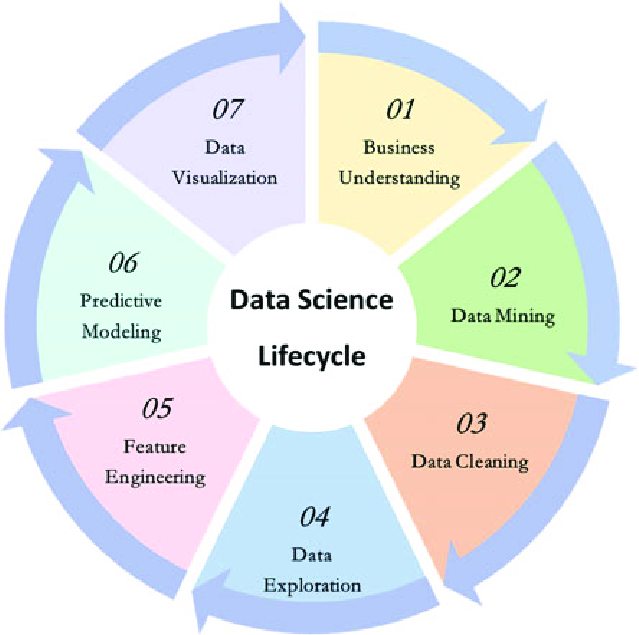 Data Science
Lifecycle
01
Business
Understanding
02
Data Mining
03
Data Cleaning
04
Data
Exploration
05
Feature
Engineering
06
Predictive
Modeling
07
Data
Visualization